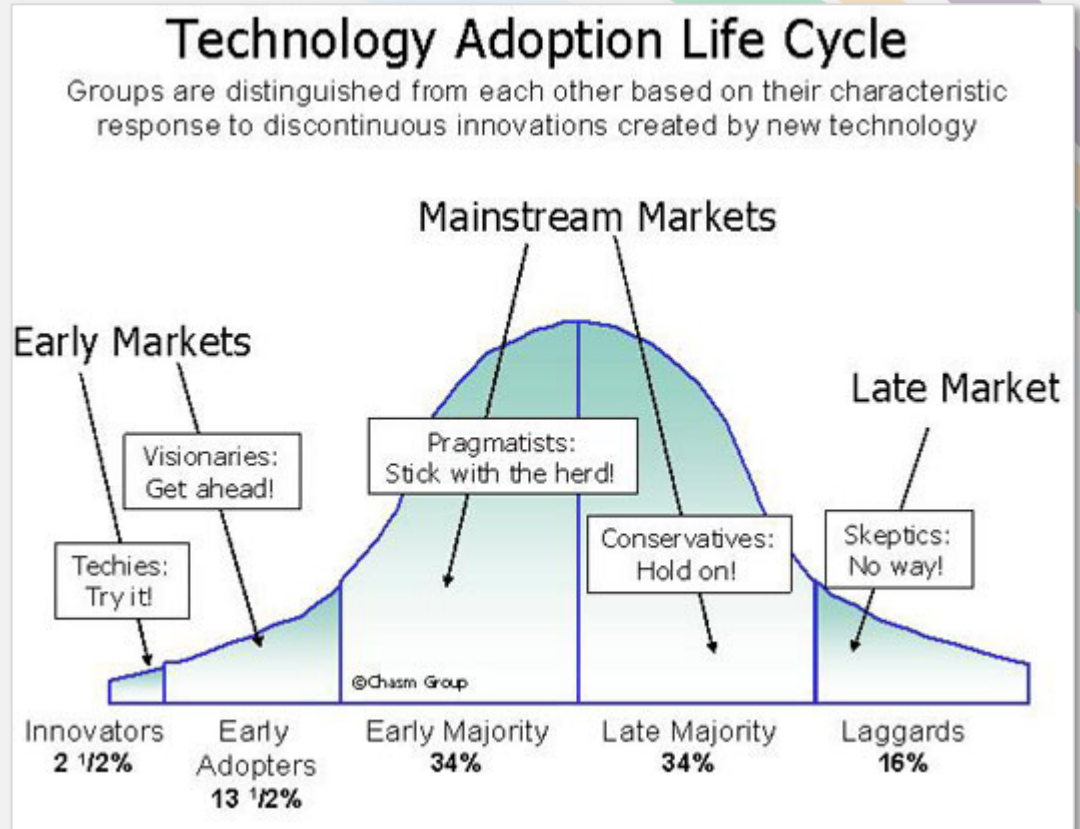 Technology Adoption Life Cycle
Groups are distinguished from each other based on their characteristic
response to discontinuous innovations created by new technology
Mainstream Markets
Early Markets
Late Market
Visionaries:
Get ahead!
Pragmatists:
Stick with the herd!
Techies:
Try it!
Conservatives:
Hold on!
Skeptics:
No way!
©Chasm Group
Innovators
2 1/2%
Early
Adopters
13 1/2%
Early Majority
34%
Late Majority
34%
Laggards
16%